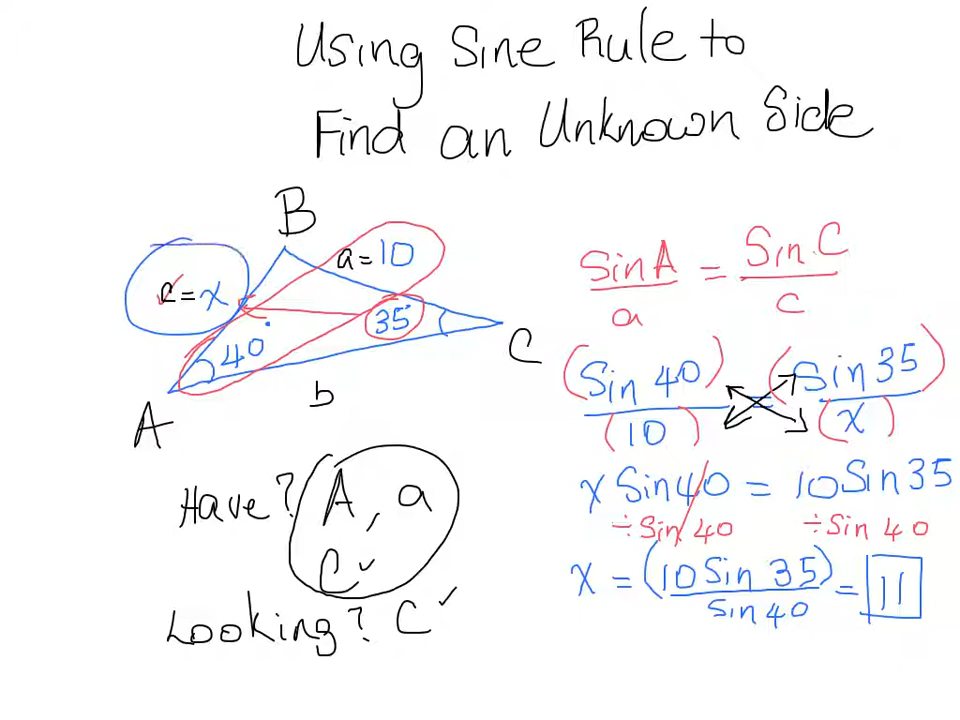 Using Sine Rule to
Find an Unknown Side
B
a=10
c=x
35
40
C
b
A
Have? A, a
C ✓
Looking? C ✓
Sin A / a = Sin C / c
(Sin 40) / (10) = (Sin 35) / (x)
x Sin 40 = 10 Sin 35
÷ Sin 40 ÷ Sin 40
x = (10 Sin 35) / Sin 40 = 11